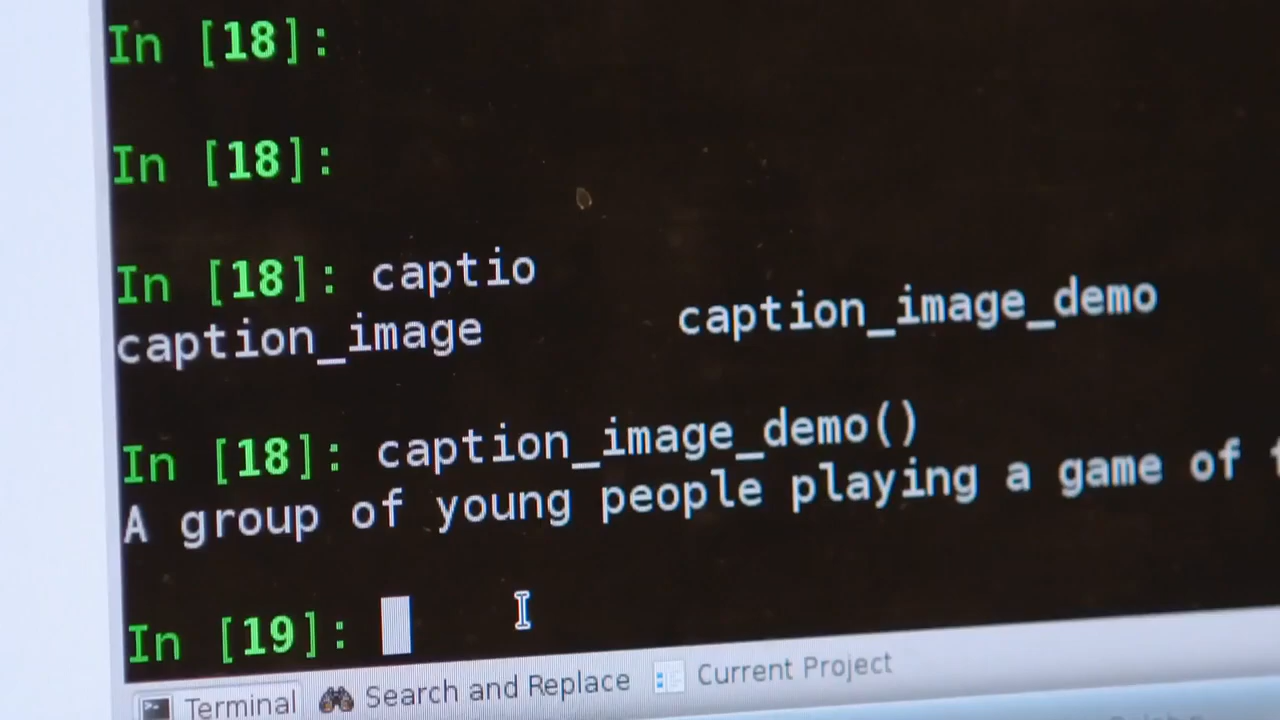 In [18]:
In [18]:
In [18]: captio
caption_image caption_image_demo
In [18]: caption_image_demo()
A group of young people playing a game of
In [19]:
Terminal Search and Replace Current Project